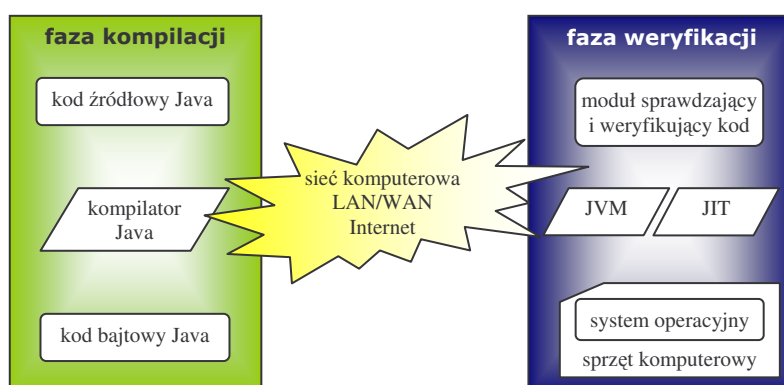 faza kompilacji
kod źródłowy Java
kompilator
Java
kod bajtowy Java
sieć komputerowa
LAN/WAN
Internet
faza weryfikacji
moduł sprawdzający
i weryfikujący kod
JVM
JIT
system operacyjny
sprzęt komputerowy